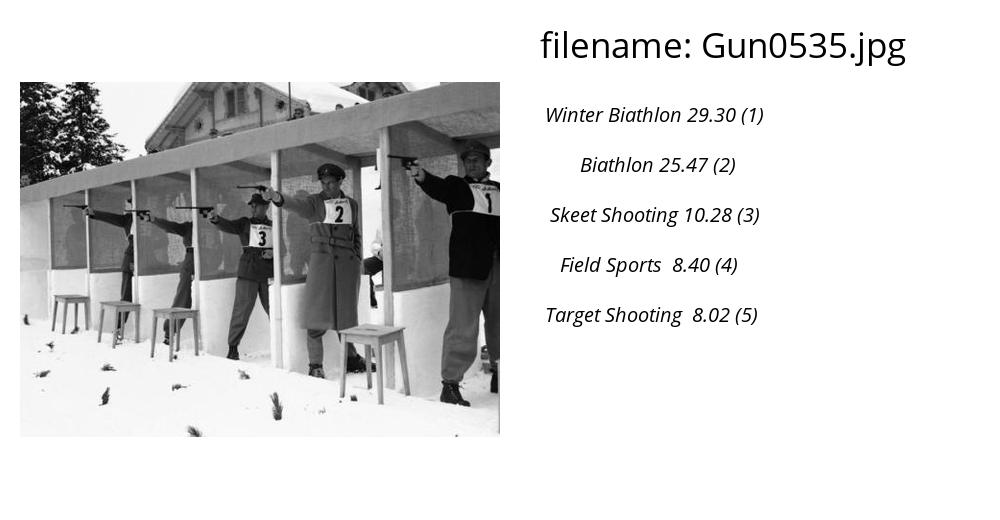 filename: Gun0535.jpg
Winter Biathlon 29.30 (1)
Biathlon 25.47 (2)
Skeet Shooting 10.28 (3)
Field Sports 8.40 (4)
Target Shooting 8.02 (5)
3
2
1